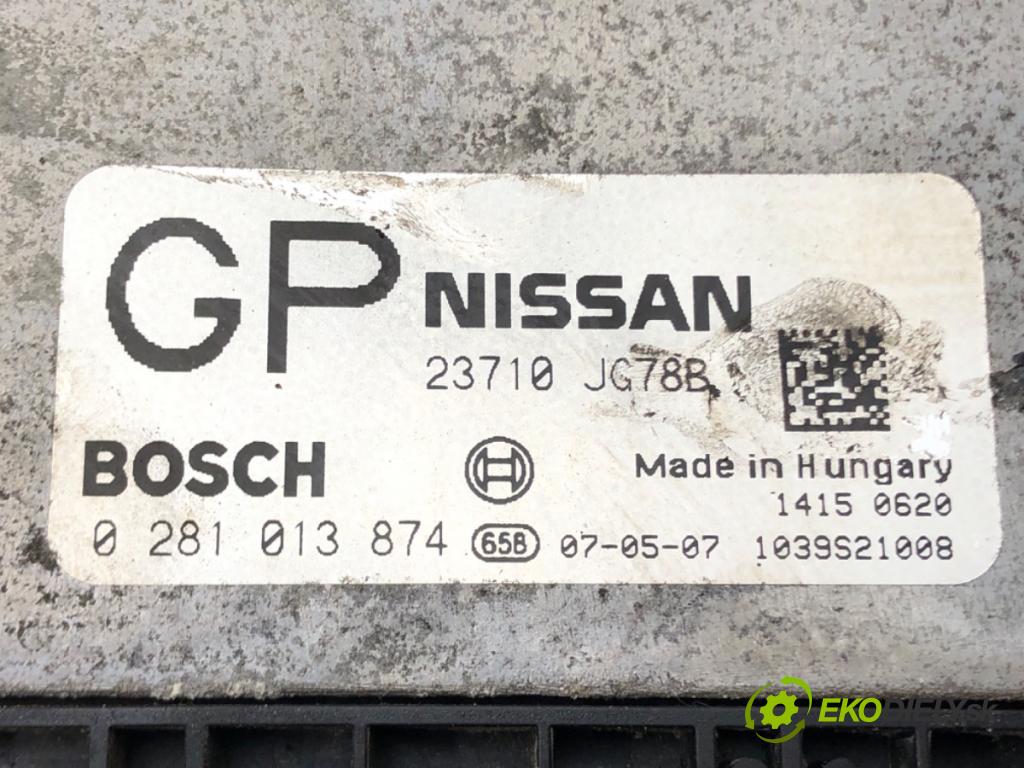 GP NISSAN
23710 JG78B
BOSCH
Made in Hungary
1415 0620
0 281 013 874 65B 07-05-07 1039S21008
EKODIELY.sk